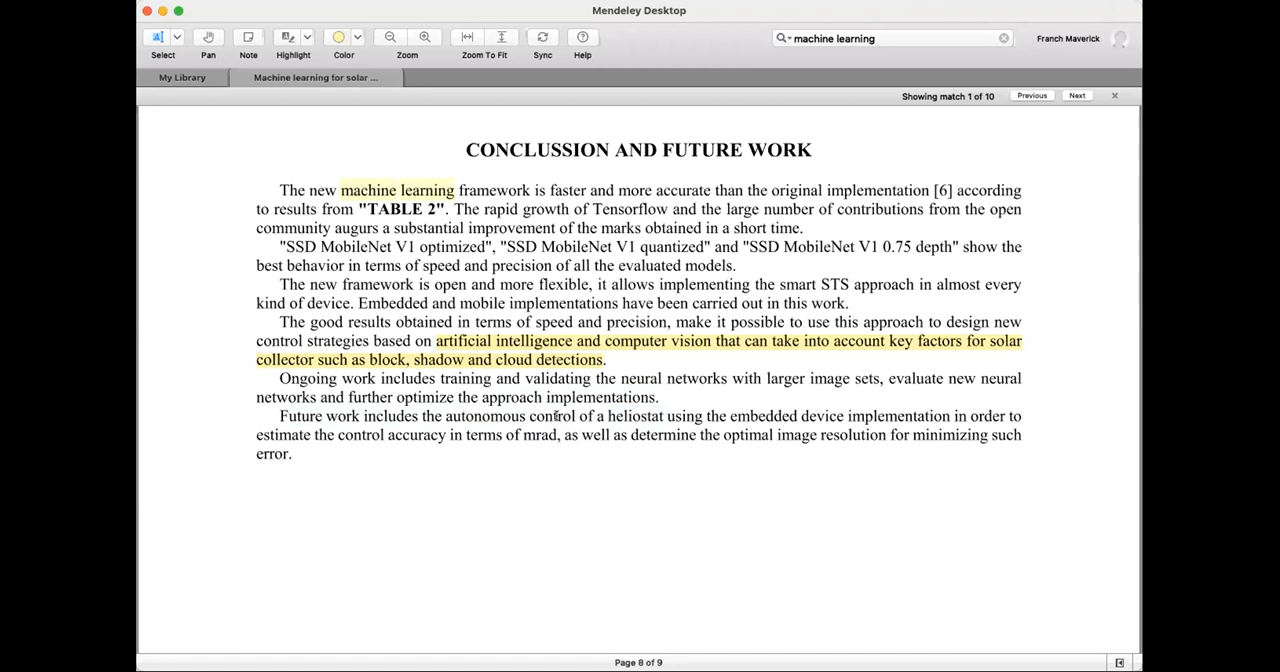 Mendeley Desktop
machine learning
Franch Maverick
Select Pan Note Highlight Color Zoom Zoom To Fit Sync Help
My Library Machine learning for solar ...
Showing match 1 of 10 Previous Next
CONCLUSSION AND FUTURE WORK
The new machine learning framework is faster and more accurate than the original implementation [6] according
to results from "TABLE 2". The rapid growth of Tensorflow and the large number of contributions from the open
community augurs a substantial improvement of the marks obtained in a short time.
"SSD MobileNet V1 optimized", "SSD MobileNet V1 quantized" and "SSD MobileNet V1 0.75 depth" show the
best behavior in terms of speed and precision of all the evaluated models.
The new framework is open and more flexible, it allows implementing the smart STS approach in almost every
kind of device. Embedded and mobile implementations have been carried out in this work.
The good results obtained in terms of speed and precision, make it possible to use this approach to design new
control strategies based on artificial intelligence and computer vision that can take into account key factors for solar
collector such as block, shadow and cloud detections.
Ongoing work includes training and validating the neural networks with larger image sets, evaluate new neural
networks and further optimize the approach implementations.
Future work includes the autonomous control of a heliostat using the embedded device implementation in order to
estimate the control accuracy in terms of mrad, as well as determine the optimal image resolution for minimizing such
error.
Page 8 of 9